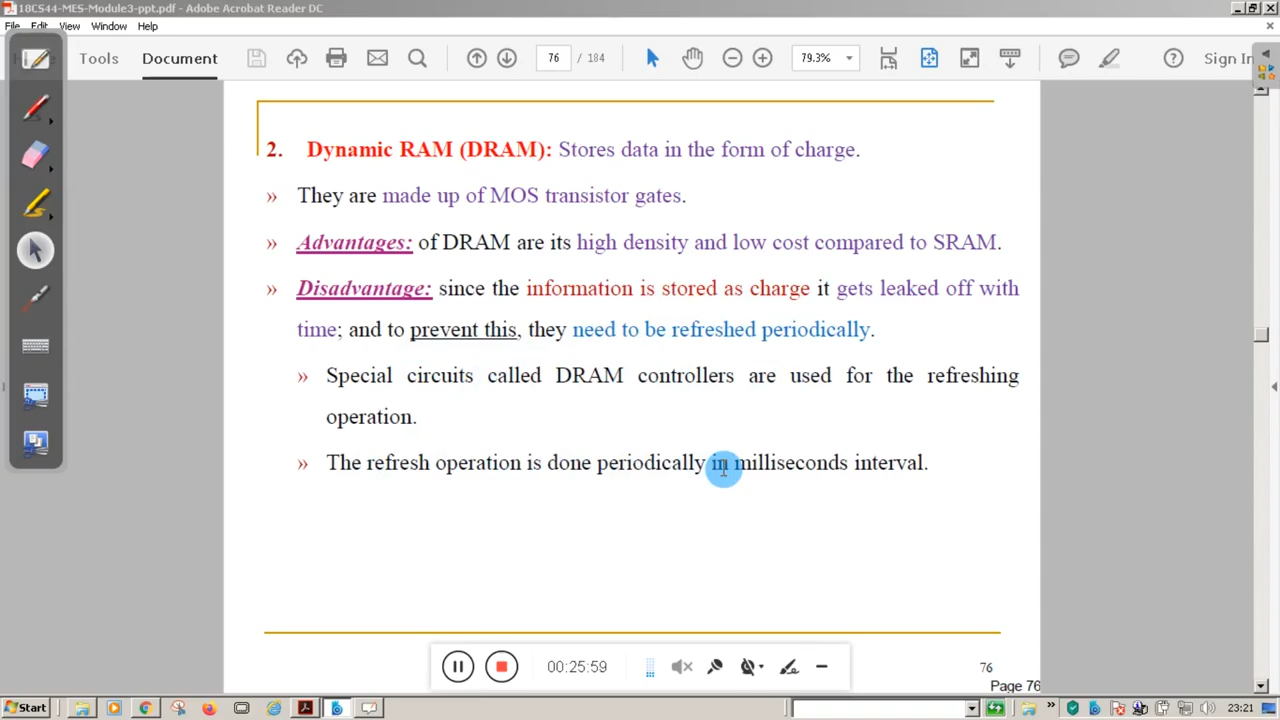 18CS44-MES-Module3-ppt.pdf - Adobe Acrobat Reader DC
File Edit View Window Help
Tools Document 76 / 184 79.3% Sign In
2. Dynamic RAM (DRAM): Stores data in the form of charge.
» They are made up of MOS transistor gates.
» Advantages: of DRAM are its high density and low cost compared to SRAM.
» Disadvantage: since the information is stored as charge it gets leaked off with
time; and to prevent this, they need to be refreshed periodically.
» Special circuits called DRAM controllers are used for the refreshing
operation.
» The refresh operation is done periodically in milliseconds interval.
00:25:59
76
Page 76
Start » 23:21